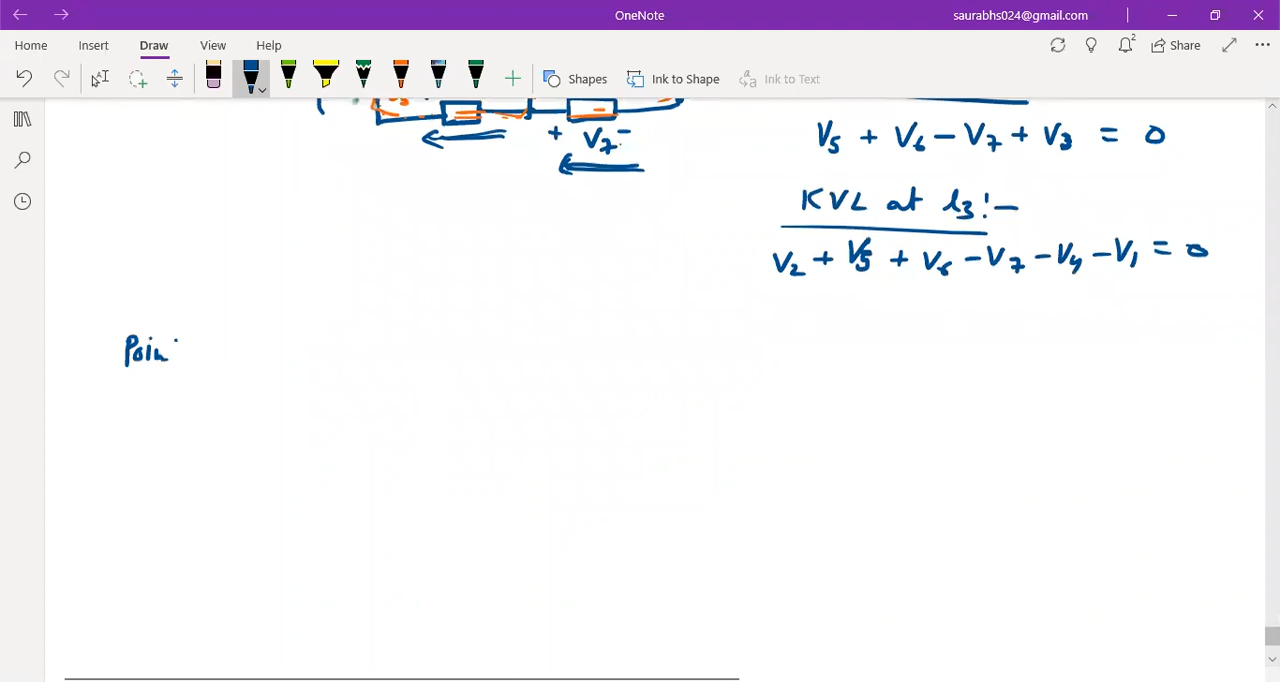 OneNote
saurabhs024@gmail.com
Home Insert Draw View Help
2 Share
Shapes Ink to Shape Ink to Text
+ V7 -
V5 + V6 - V7 + V3 = 0
KVL at l3:-
V2 + V5 + V6 - V7 - V4 - V1 = 0
Poin